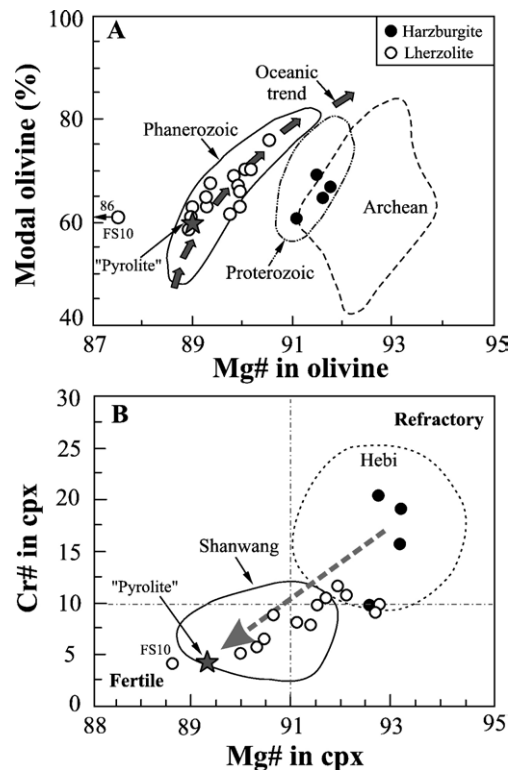 A
Harzburgite
Lherzolite
Oceanic
trend
Phanerozoic
86
FS10
"Pyrolite"
Proterozoic
Archean
Modal olivine (%)
100
80
60
40
87
89
91
93
95
Mg# in olivine
B
Refractory
Hebi
Shanwang
"Pyrolite"
FS10
Fertile
Cr# in cpx
30
25
20
15
10
5
0
88
89
91
93
95
Mg# in cpx